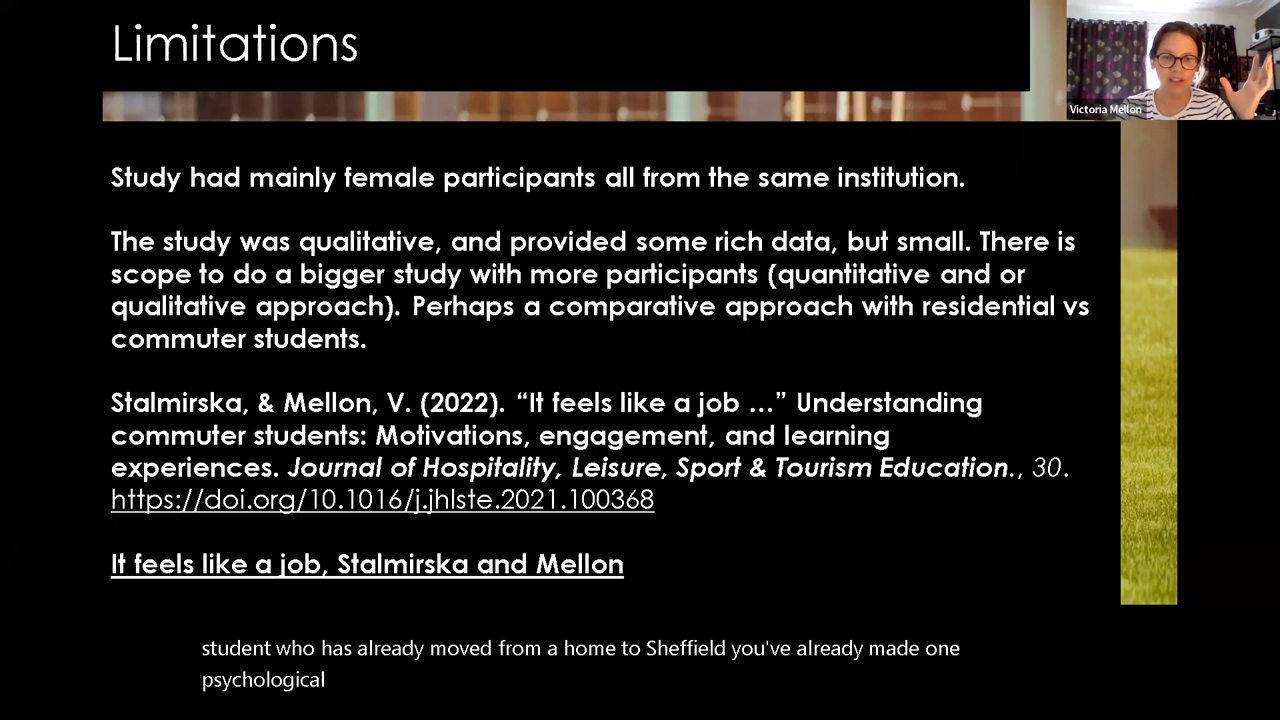 Limitations
Victoria Mellon
Study had mainly female participants all from the same institution.
The study was qualitative, and provided some rich data, but small. There is
scope to do a bigger study with more participants (quantitative and or
qualitative approach). Perhaps a comparative approach with residential vs
commuter students.
Stalmirska, & Mellon, V. (2022). “It feels like a job …” Understanding
commuter students: Motivations, engagement, and learning
experiences. Journal of Hospitality, Leisure, Sport & Tourism Education., 30.
https://doi.org/10.1016/j.jhlste.2021.100368
It feels like a job, Stalmirska and Mellon
student who has already moved from a home to Sheffield you've already made one
psychological